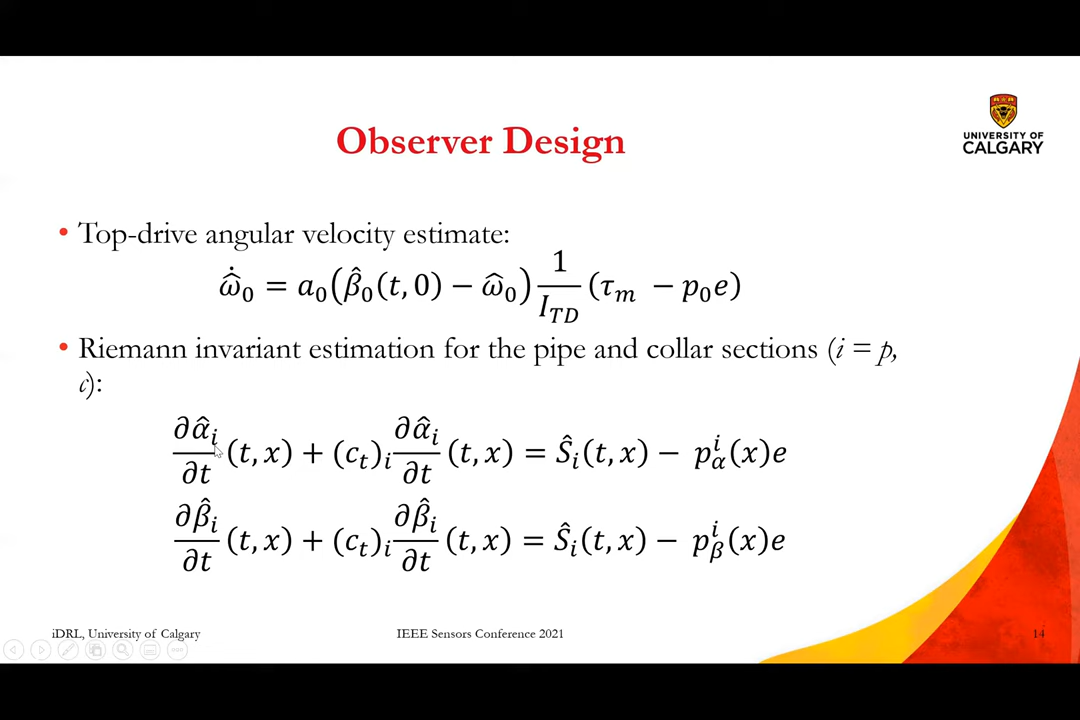 UNIVERSITY OF
CALGARY
Observer Design
• Top-drive angular velocity estimate:
ω̂̇₀ = a₀(β̂₀(t, 0) − ω̂₀) 1/I_TD (τₘ − p₀e)
• Riemann invariant estimation for the pipe and collar sections (i = p,
c):
∂α̂ᵢ/∂t (t, x) + (cₜ)ᵢ ∂α̂ᵢ/∂t (t, x) = Ŝᵢ(t, x) − p_α^i(x)e
∂β̂ᵢ/∂t (t, x) + (cₜ)ᵢ ∂β̂ᵢ/∂t (t, x) = Ŝᵢ(t, x) − p_β^i(x)e
iDRL, University of Calgary
IEEE Sensors Conference 2021
14